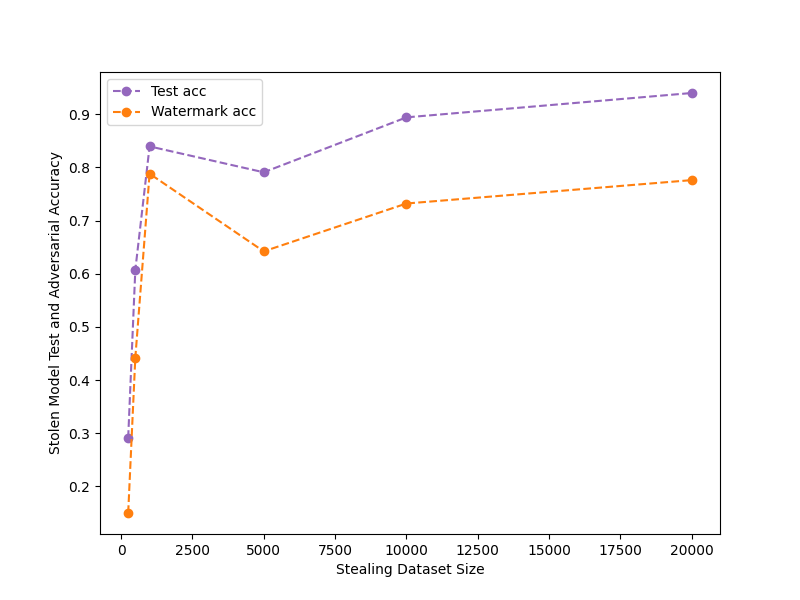 Test acc
Watermark acc
Stolen Model Test and Adversarial Accuracy
0.9
0.8
0.7
0.6
0.5
0.4
0.3
0.2
0 2500 5000 7500 10000 12500 15000 17500 20000
Stealing Dataset Size